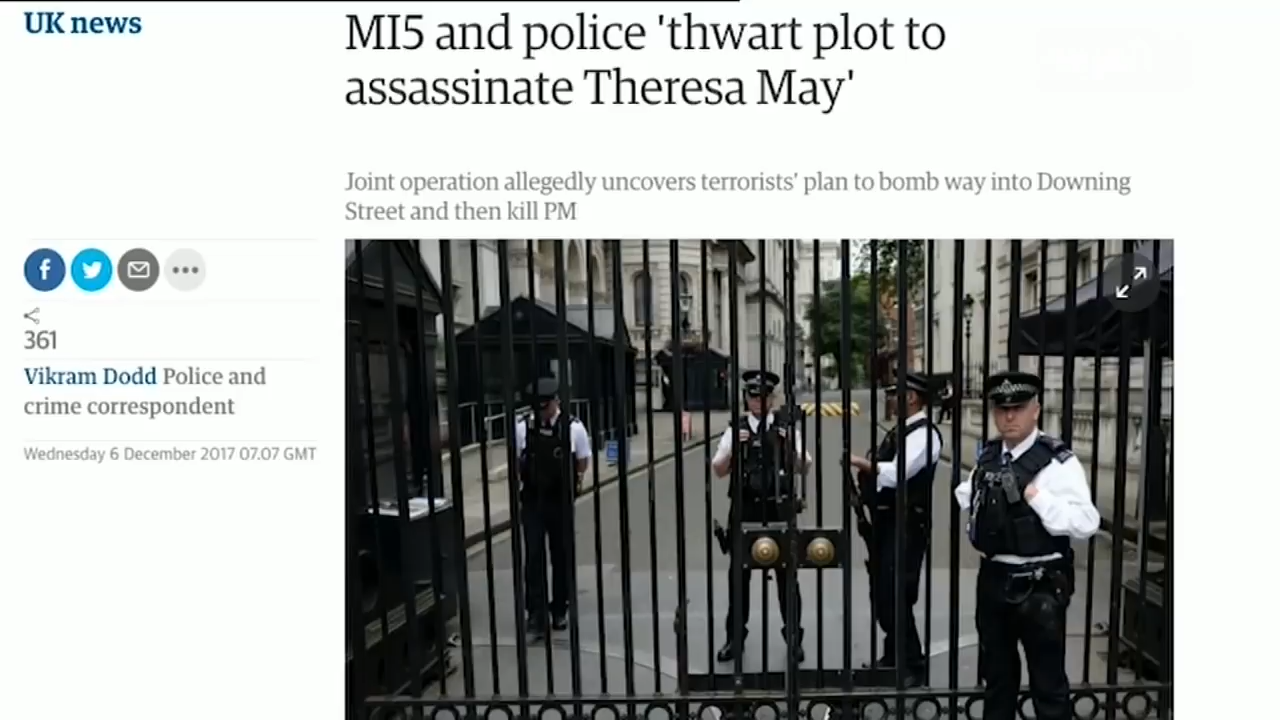 UK news
MI5 and police 'thwart plot to
assassinate Theresa May'
Joint operation allegedly uncovers terrorists' plan to bomb way into Downing
Street and then kill PM
361
Vikram Dodd Police and
crime correspondent
Wednesday 6 December 2017 07.07 GMT